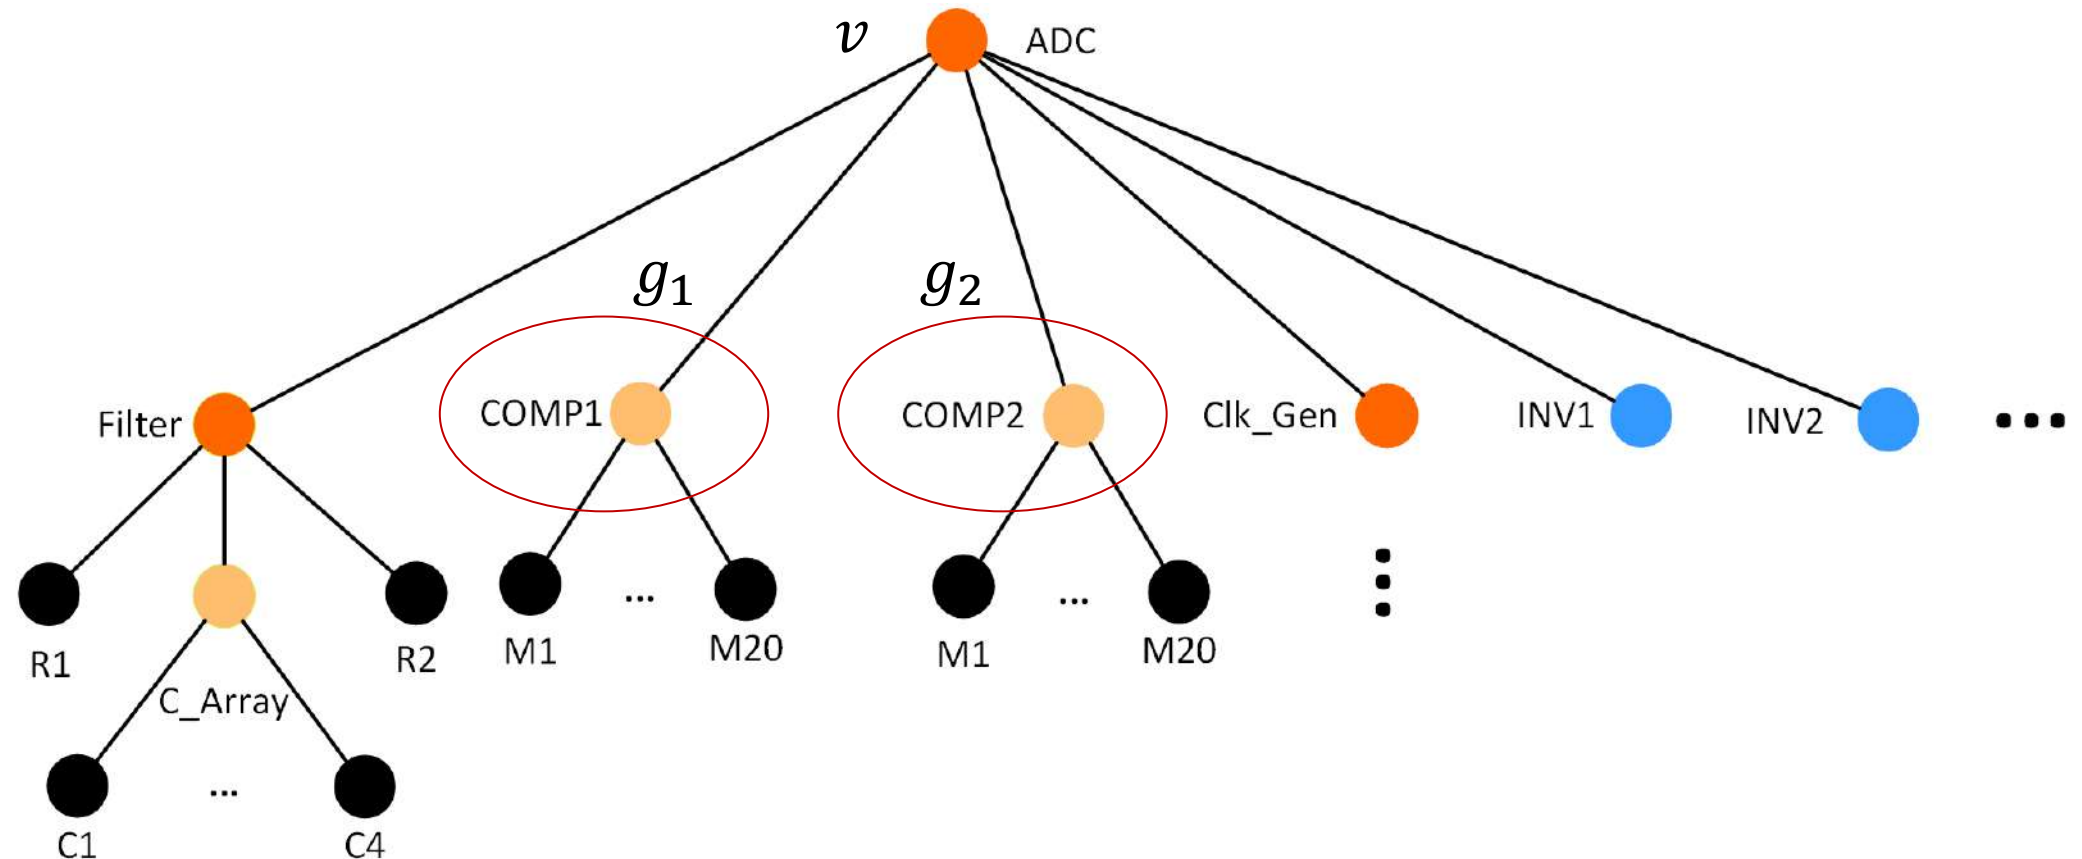 v ADC
g₁ g₂
Filter COMP1 COMP2 Clk_Gen INV1 INV2 ...
R1 R2 M1 ... M20 M1 ... M20
C_Array
C1 ... C4